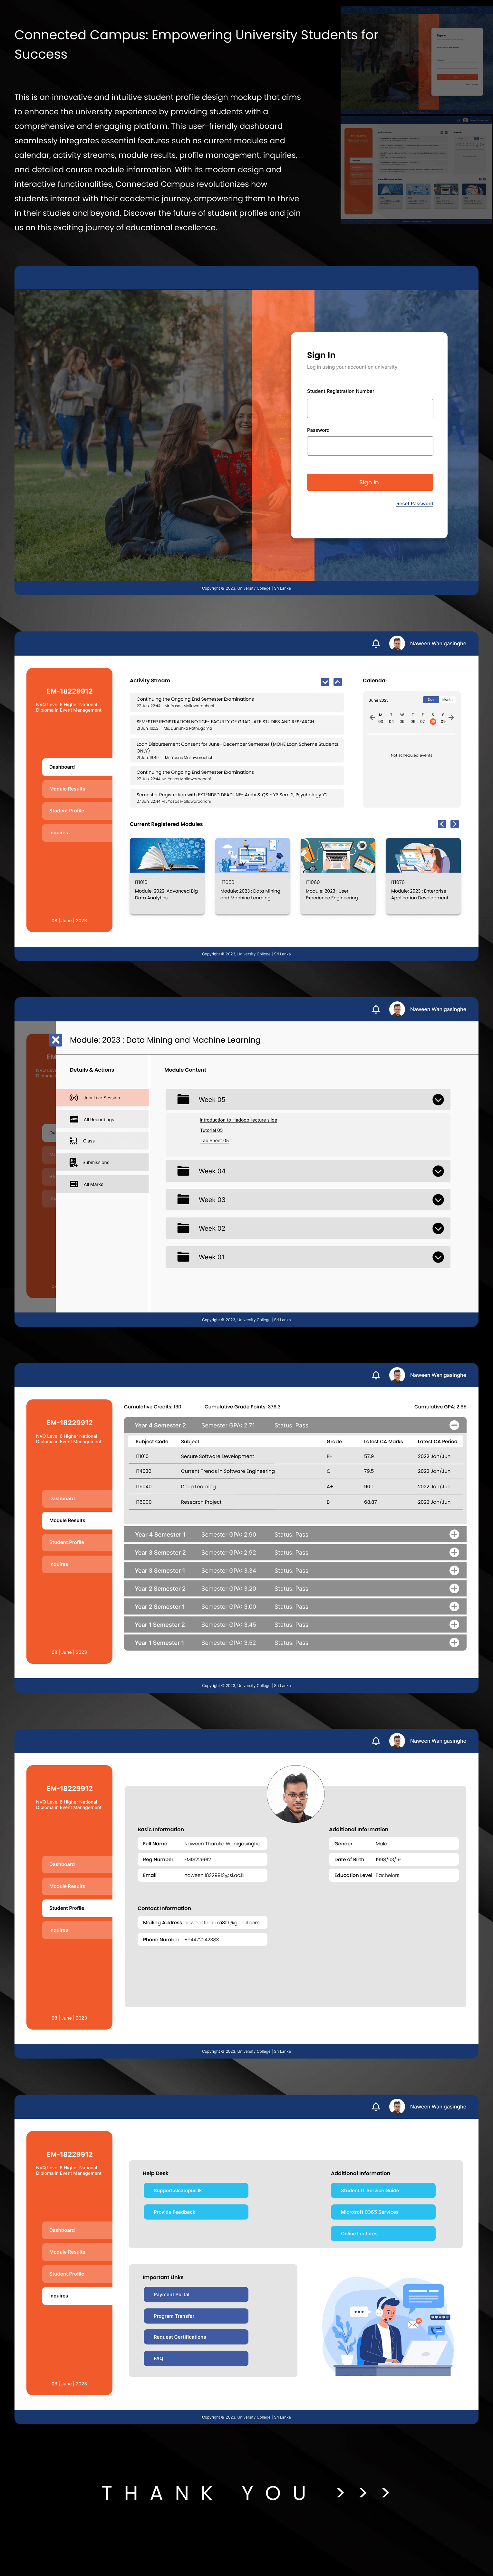 Connected Campus: Empowering University Students for
Success
This is an innovative and intuitive student profile design mockup that aims
to enhance the university experience by providing students with a
comprehensive and engaging platform. This user-friendly dashboard
seamlessly integrates essential features such as current modules and
calendar, activity streams, module results, profile management, inquiries,
and detailed course module information. With its modern design and
interactive functionalities, Connected Campus revolutionizes how
students interact with their academic journey, empowering them to thrive
in their studies and beyond. Discover the future of student profiles and join
us on this exciting journey of educational excellence.
Sign In
Log in using your account on university
Student Registration Number
Password
Sign In
Reset Password
Copyright © 2023, University College | Sri Lanka
Naween Wanigasinghe
EM-18229912
NVQ Level 6 Higher National
Diploma in Event Management
Dashboard
Module Results
Student Profile
Inquires
08 | June | 2023
Activity Stream
Continuing the Ongoing End Semester Examinations
27 Jun, 22:44 Mr. Yasas Mallawarachchi
SEMESTER REGISTRATION NOTICE- FACULTY OF GRADUATE STUDIES AND RESEARCH
21 Jun, 16:52 Ms. Dumithra Rathugama
Loan Disbursement Consent for June- December Semester (MOHE Loan Scheme Students
ONLY)
21 Jun, 16:49 Mr. Yasas Mallawarachchi
Continuing the Ongoing End Semester Examinations
27 Jun, 22:44 Mr. Yasas Mallawarachchi
Semester Registration with EXTENDED DEADLINE- Archi & QS - Y3 Sem 2, Psychology Y2
27 Jun, 22:44 Mr. Yasas Mallawarachchi
Calendar
June 2023
Day Month
M T W T F S S
03 04 05 06 07 08 09
Not scheduled events
Current Registered Modules
IT1010
Module: 2022 :Advanced Big
Data Analytics
IT1050
Module: 2023 : Data Mining
and Machine Learning
IT1060
Module: 2023 : User
Experience Engineering
IT1070
Module: 2023 : Enterprise
Application Development
Copyright © 2023, University College | Sri Lanka
Naween Wanigasinghe
Module: 2023 : Data Mining and Machine Learning
Details & Actions
Join Live Session
All Recordings
Class
Submissions
All Marks
Module Content
Week 05
Introduction to Hadoop-lecture slide
Tutorial 05
Lab Sheet 05
Week 04
Week 03
Week 02
Week 01
Copyright © 2023, University College | Sri Lanka
Naween Wanigasinghe
EM-18229912
NVQ Level 6 Higher National
Diploma in Event Management
Dashboard
Module Results
Student Profile
Inquires
08 | June | 2023
Cumulative Credits: 130 Cumulative Grade Points: 379.3 Cumulative GPA: 2.95
Year 4 Semester 2 Semester GPA: 2.71 Status: Pass
Subject Code Subject Grade Latest CA Marks Latest CA Period
IT1010 Secure Software Development B- 57.9 2022 Jan/Jun
IT4030 Current Trends in Software Engineering C 79.5 2022 Jan/Jun
IT5040 Deep Learning A+ 90.1 2022 Jan/Jun
IT6000 Research Project B- 68.87 2022 Jan/Jun
Year 4 Semester 1 Semester GPA: 2.90 Status: Pass
Year 3 Semester 2 Semester GPA: 2.92 Status: Pass
Year 3 Semester 1 Semester GPA: 3.34 Status: Pass
Year 2 Semester 2 Semester GPA: 3.20 Status: Pass
Year 2 Semester 1 Semester GPA: 3.00 Status: Pass
Year 1 Semester 2 Semester GPA: 3.45 Status: Pass
Year 1 Semester 1 Semester GPA: 3.52 Status: Pass
Copyright © 2023, University College | Sri Lanka
Naween Wanigasinghe
EM-18229912
NVQ Level 6 Higher National
Diploma in Event Management
Dashboard
Module Results
Student Profile
Inquires
08 | June | 2023
Basic Information
Full Name Naween Tharuka Wanigasinghe
Reg Number EM18229912
Email naween.18229912@sl.ac.lk
Additional Information
Gender Male
Date of Birth 1998/03/19
Education Level Bachelors
Contact Information
Mailing Address naweentharuka319@gmail.com
Phone Number +94472242383
Copyright © 2023, University College | Sri Lanka
Naween Wanigasinghe
EM-18229912
NVQ Level 6 Higher National
Diploma in Event Management
Dashboard
Module Results
Student Profile
Inquires
08 | June | 2023
Help Desk
Support.slcampus.lk
Provide Feedback
Additional Information
Student IT Service Guide
Microsoft 0365 Services
Online Lectures
Important Links
Payment Portal
Program Transfer
Request Certifications
FAQ
Copyright © 2023, University College | Sri Lanka
THANK YOU >>>